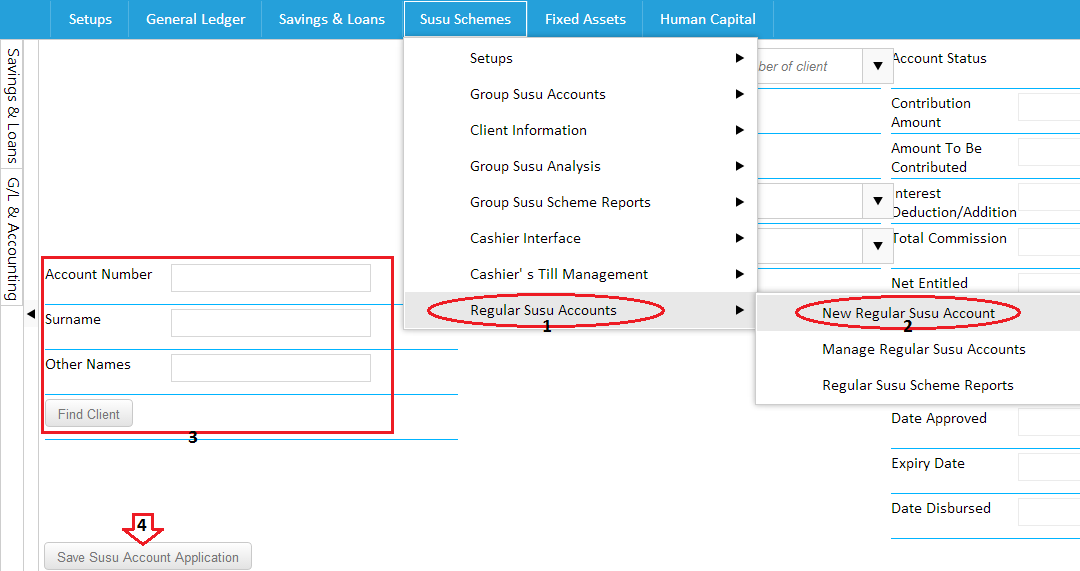 Setups
General Ledger
Savings & Loans
Susu Schemes
Fixed Assets
Human Capital
Savings & Loans
G/L & Accounting
Setups
Group Susu Accounts
Client Information
Group Susu Analysis
Group Susu Scheme Reports
Cashier Interface
Cashier' s Till Management
Regular Susu Accounts
1
New Regular Susu Account
2
Manage Regular Susu Accounts
Regular Susu Scheme Reports
of client
Account Status
Contribution
Amount
Amount To Be
Contributed
Interest
Deduction/Addition
Total Commission
Net Entitled
Date Approved
Expiry Date
Date Disbursed
Account Number
Surname
Other Names
Find Client
3
4
Save Susu Account Application